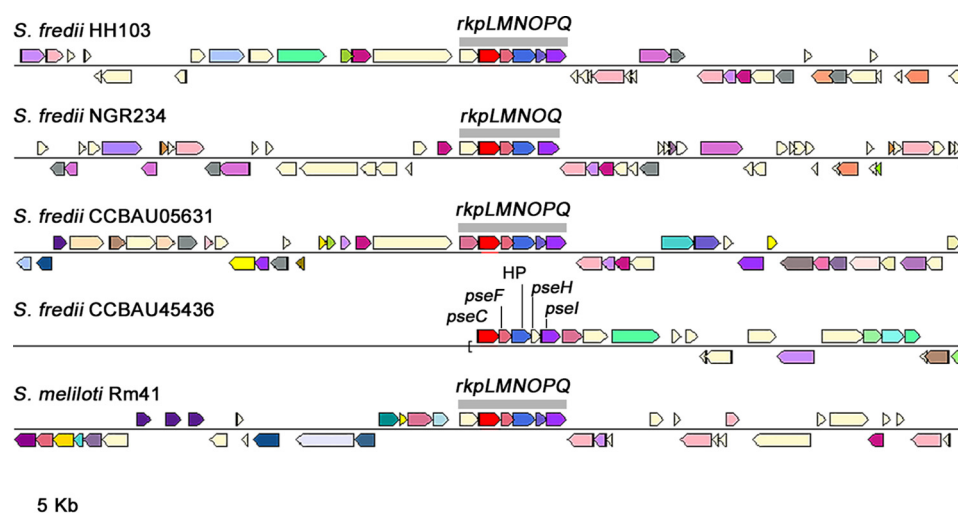 S. fredii HH103
rkpLMNOPQ
S. fredii NGR234
rkpLMNOQ
S. fredii CCBAU05631
rkpLMNOPQ
S. fredii CCBAU45436
HP
pseF
pseH
pseC
pseI
S. meliloti Rm41
rkpLMNOPQ
5 Kb